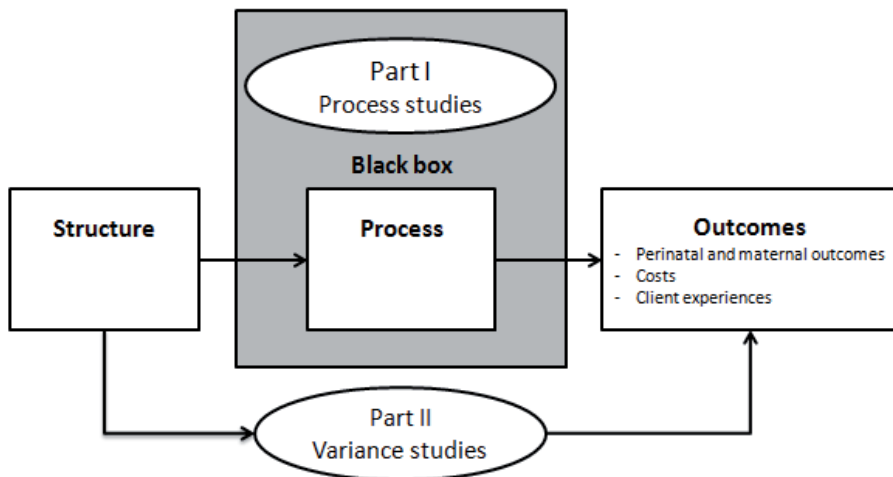 Part I
Process studies
Black box
Structure
Process
Outcomes
- Perinatal and maternal outcomes
- Costs
- Client experiences
Part II
Variance studies